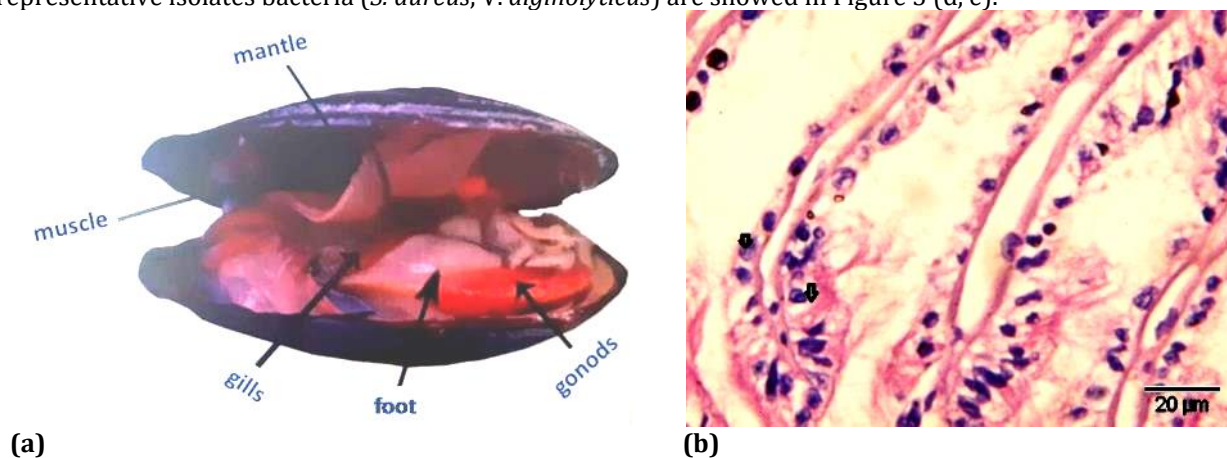 representative isolates bacteria (S. aureus, V. alginolyticus) are showed in Figure 3 (d, e).
mantle
muscle
gills
foot
gonods
20 µm
(a)
(b)